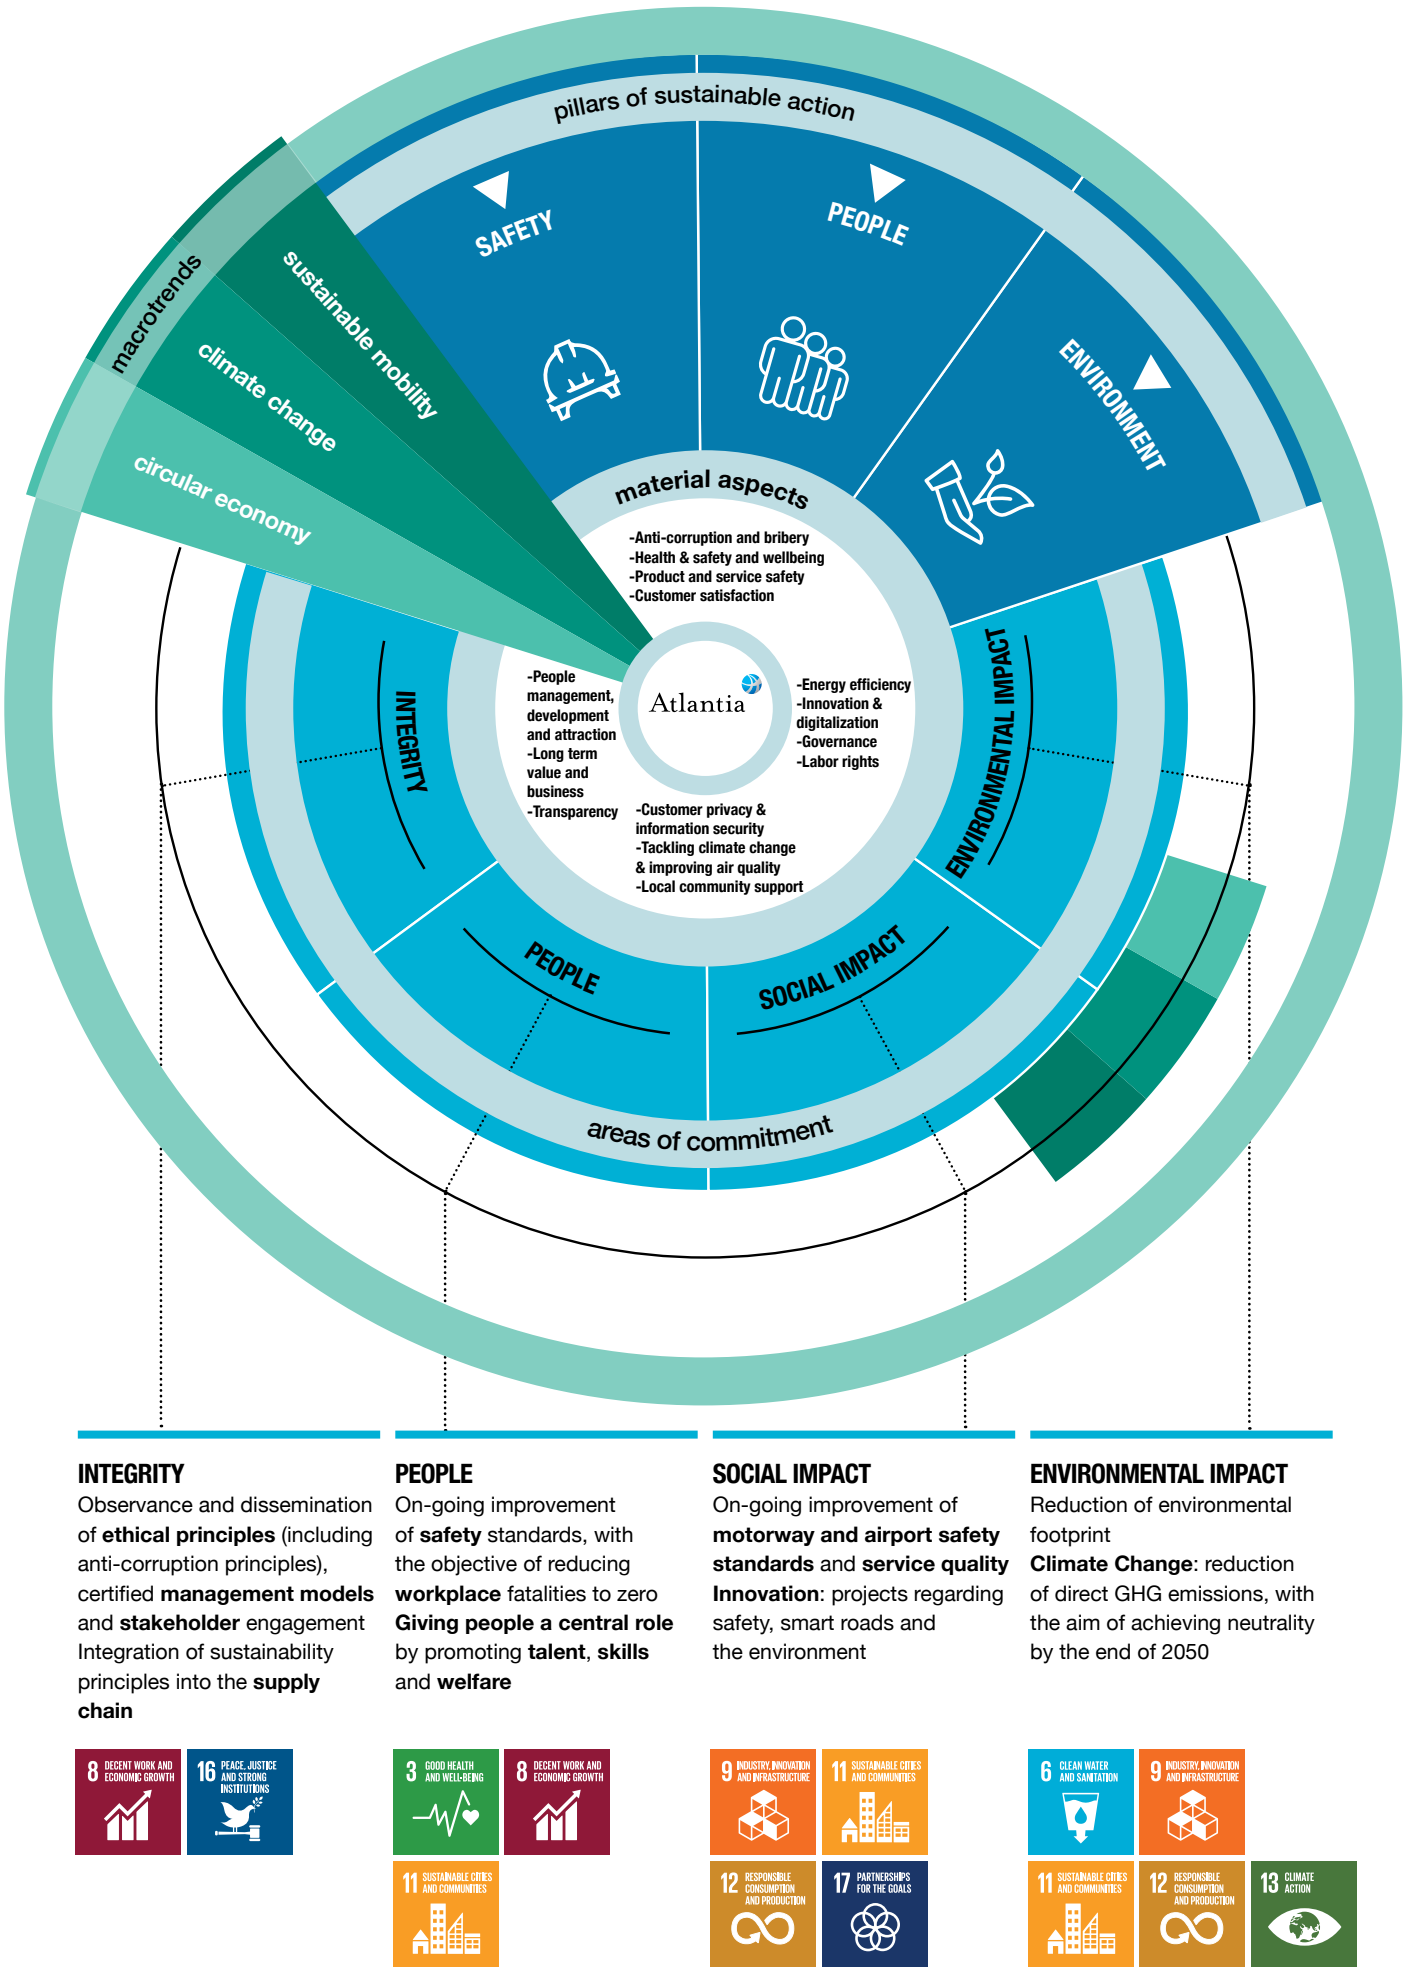 pillars of sustainable action
SAFETY
PEOPLE
ENVIRONMENT
macrotrends
sustainable mobility
climate change
circular economy
material aspects
-Anti-corruption and bribery
-Health & safety and wellbeing
-Product and service safety
-Customer satisfaction
-People
management,
development
and attraction
-Long term
value and
business
-Transparency
Atlantia
-Energy efficiency
-Innovation &
digitalization
-Governance
-Labor rights
-Customer privacy &
information security
-Tackling climate change
& improving air quality
-Local community support
INTEGRITY
PEOPLE
SOCIAL IMPACT
ENVIRONMENTAL IMPACT
areas of commitment
INTEGRITY
Observance and dissemination
of ethical principles (including
anti-corruption principles),
certified management models
and stakeholder engagement
Integration of sustainability
principles into the supply
chain
8 DECENT WORK AND
ECONOMIC GROWTH
16 PEACE, JUSTICE
AND STRONG
INSTITUTIONS
PEOPLE
On-going improvement
of safety standards, with
the objective of reducing
workplace fatalities to zero
Giving people a central role
by promoting talent, skills
and welfare
3 GOOD HEALTH
AND WELL-BEING
8 DECENT WORK AND
ECONOMIC GROWTH
11 SUSTAINABLE CITIES
AND COMMUNITIES
SOCIAL IMPACT
On-going improvement of
motorway and airport safety
standards and service quality
Innovation: projects regarding
safety, smart roads and
the environment
9 INDUSTRY, INNOVATION
AND INFRASTRUCTURE
11 SUSTAINABLE CITIES
AND COMMUNITIES
12 RESPONSIBLE
CONSUMPTION
AND PRODUCTION
17 PARTNERSHIPS
FOR THE GOALS
ENVIRONMENTAL IMPACT
Reduction of environmental
footprint
Climate Change: reduction
of direct GHG emissions, with
the aim of achieving neutrality
by the end of 2050
6 CLEAN WATER
AND SANITATION
9 INDUSTRY, INNOVATION
AND INFRASTRUCTURE
11 SUSTAINABLE CITIES
AND COMMUNITIES
12 RESPONSIBLE
CONSUMPTION
AND PRODUCTION
13 CLIMATE
ACTION